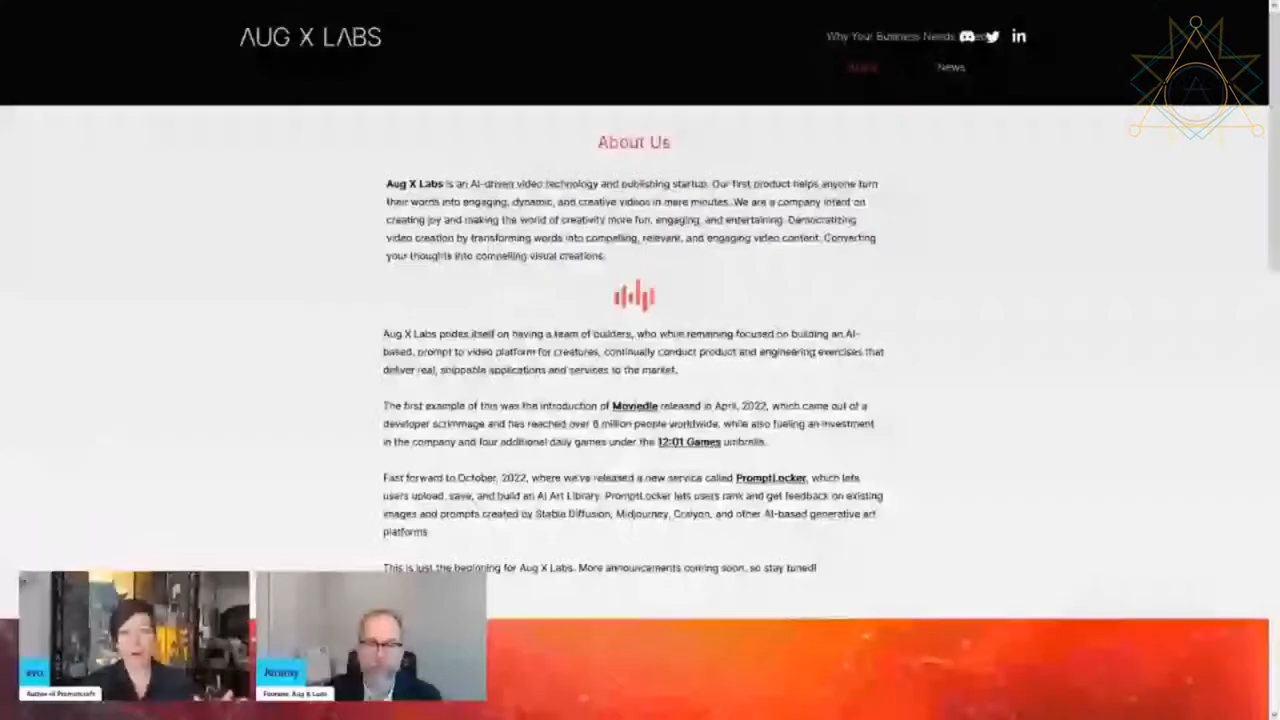 AUG X LABS
Why Your Business Needs
About
News
About Us
Aug X Labs is an AI-driven video technology and publishing startup. Our first product helps anyone turn
their words into engaging, dynamic, and creative videos in mere minutes. We are a company intent on
creating joy and making the world of creativity more fun, engaging, and entertaining. Democratizing
video creation by transforming words into compelling, relevant, and engaging video content. Converting
your thoughts into compelling visual creations.
Aug X Labs prides itself on having a team of builders, who while remaining focused on building an AI-
based, prompt to video platform for creatures, continually conduct product and engineering exercises that
deliver real, shippable applications and services to the market.
The first example of this was the introduction of Moviedle released in April, 2022, which came out of a
developer scrimmage and has reached over 6 million people worldwide, while also fueling an investment
in the company and four additional daily games under the 12:01 Games umbrella.
Fast forward to October, 2022, where we've released a new service called PromptLocker, which lets
users upload, save, and build an AI Art Library. PromptLocker lets users rank and get feedback on existing
images and prompts created by Stable Diffusion, Midjourney, Craiyon, and other AI-based generative art
platforms.
This is just the beginning for Aug X Labs. More announcements coming soon, so stay tuned!
evo
Author of Promptcraft
Jeremy
Founder, Aug X Labs